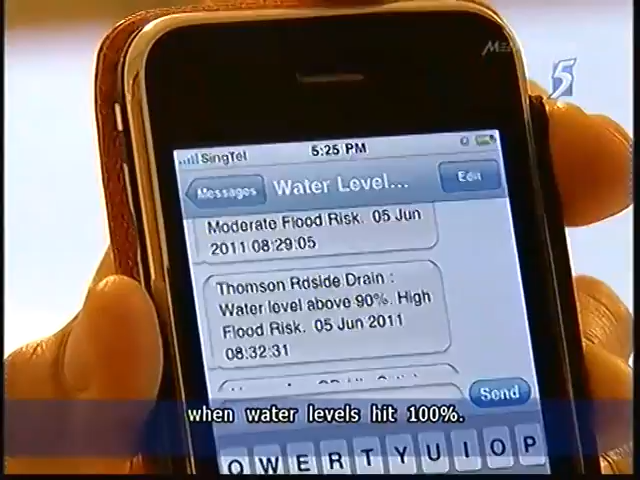 5
SingTel 5:25 PM
Messages Water Level... Edit
Moderate Flood Risk. 05 Jun
2011 08:29:05
Thomson Rdside Drain :
Water level above 90%. High
Flood Risk. 05 Jun 2011
08:32:31
Send
when water levels hit 100%.
Q W E R T Y U I O P